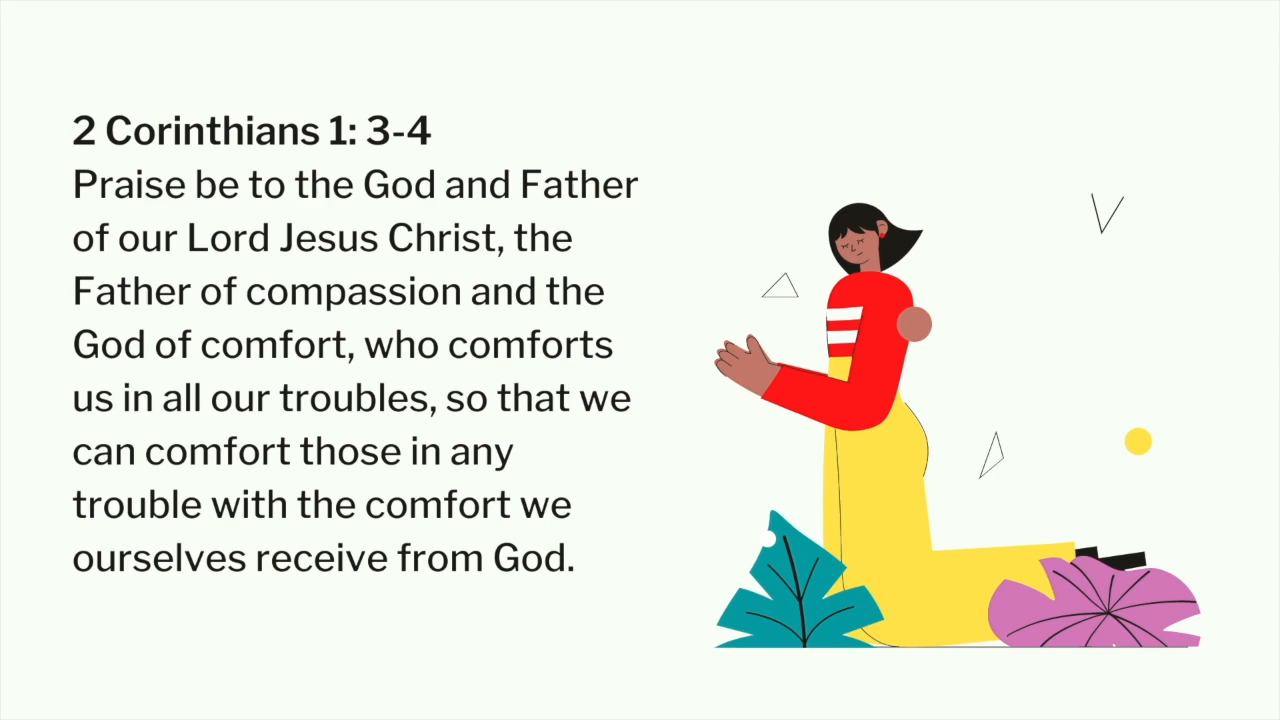 2 Corinthians 1: 3-4
Praise be to the God and Father
of our Lord Jesus Christ, the
Father of compassion and the
God of comfort, who comforts
us in all our troubles, so that we
can comfort those in any
trouble with the comfort we
ourselves receive from God.